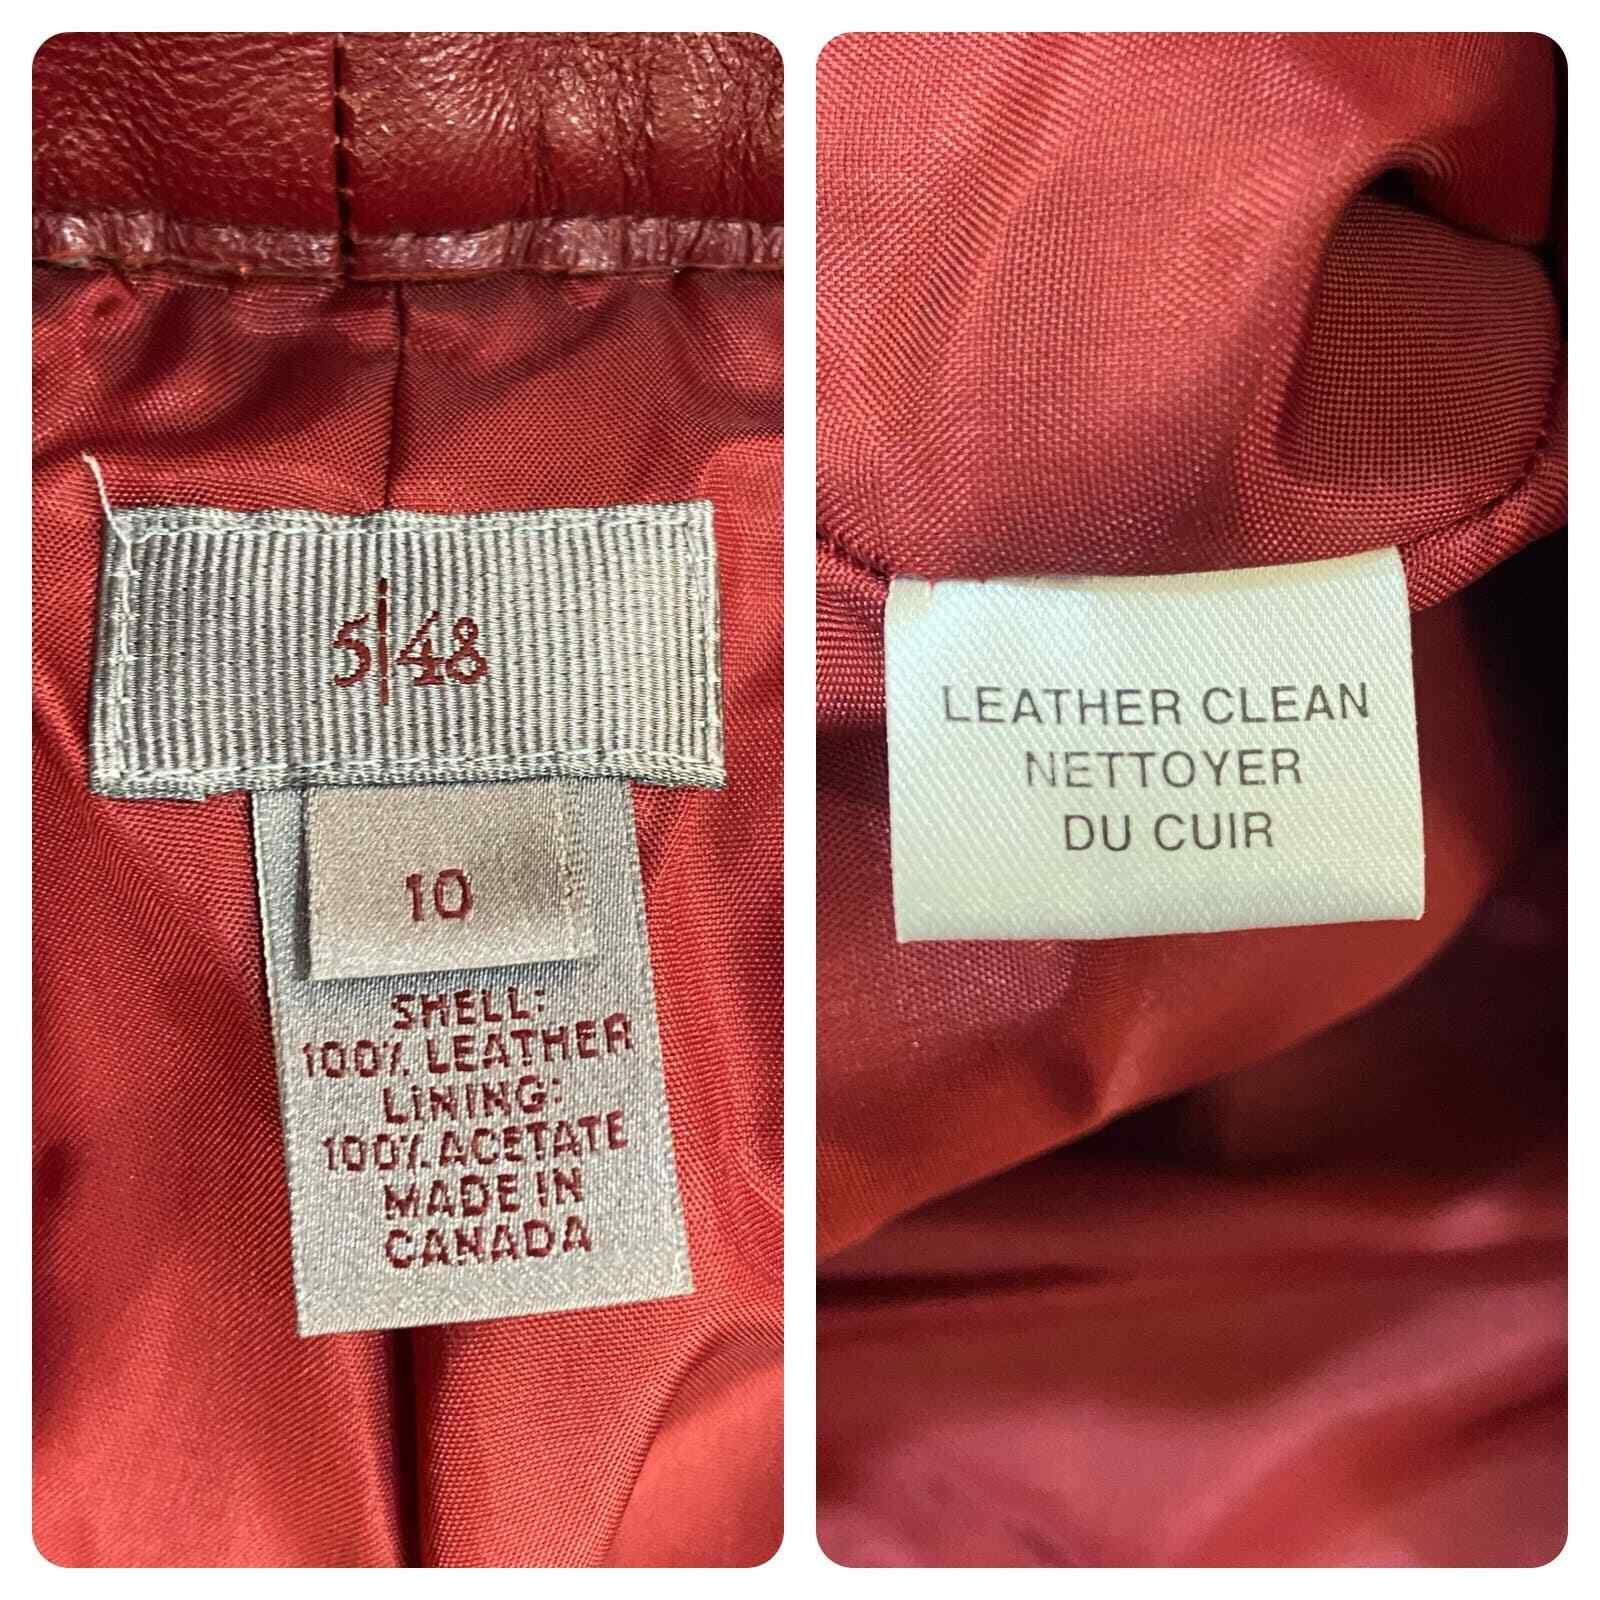 5|48
10
SHELL:
100% LEATHER
LINING:
100% ACETATE
MADE IN
CANADA
LEATHER CLEAN
NETTOYER
DU CUIR